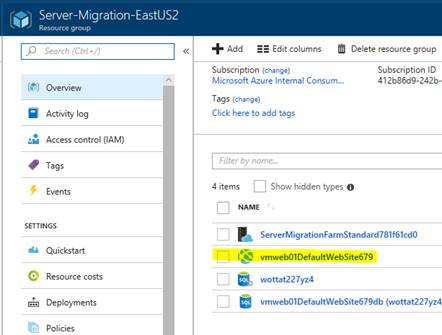 Server-Migration-EastUS2
Resource group
Search (Ctrl+/)
Overview
Activity log
Access control (IAM)
Tags
Events
SETTINGS
Quickstart
Resource costs
Deployments
Policies
Add
Edit columns
Delete resource group
Subscription (change)
Microsoft Azure Internal Consum...
Subscription ID
412b86d9-242b-
Tags (change)
Click here to add tags
Filter by name...
4 items
Show hidden types
NAME
ServerMigrationFarmStandard781f61cd0
vmweb01DefaultWebSite679
wottat227yz4
vmweb01DefaultWebSite679db (wottat227yz4